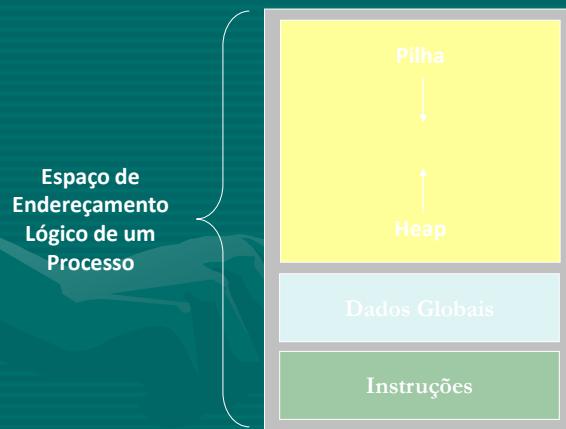 Pilha
Espaço de
Endereçamento
Lógico de um
Processo
Heap
Dados Globais
Instruções